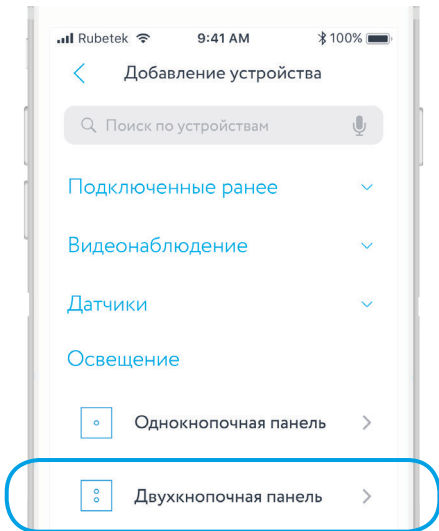 Rubetek 9:41 AM 100%
Добавление устройства
Поиск по устройствам
Подключенные ранее
Видеонаблюдение
Датчики
Освещение
Однокнопочная панель
Двухкнопочная панель